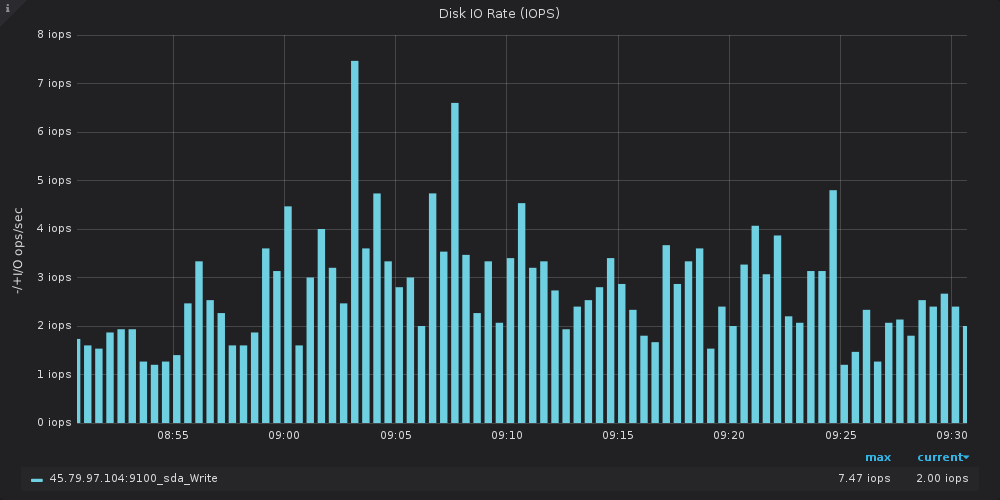 i
Disk IO Rate (IOPS)
-/+I/O ops/sec
8 iops
7 iops
6 iops
5 iops
4 iops
3 iops
2 iops
1 iops
0 iops
08:55 09:00 09:05 09:10 09:15 09:20 09:25 09:30
max current
45.79.97.104:9100_sda_Write 7.47 iops 2.00 iops